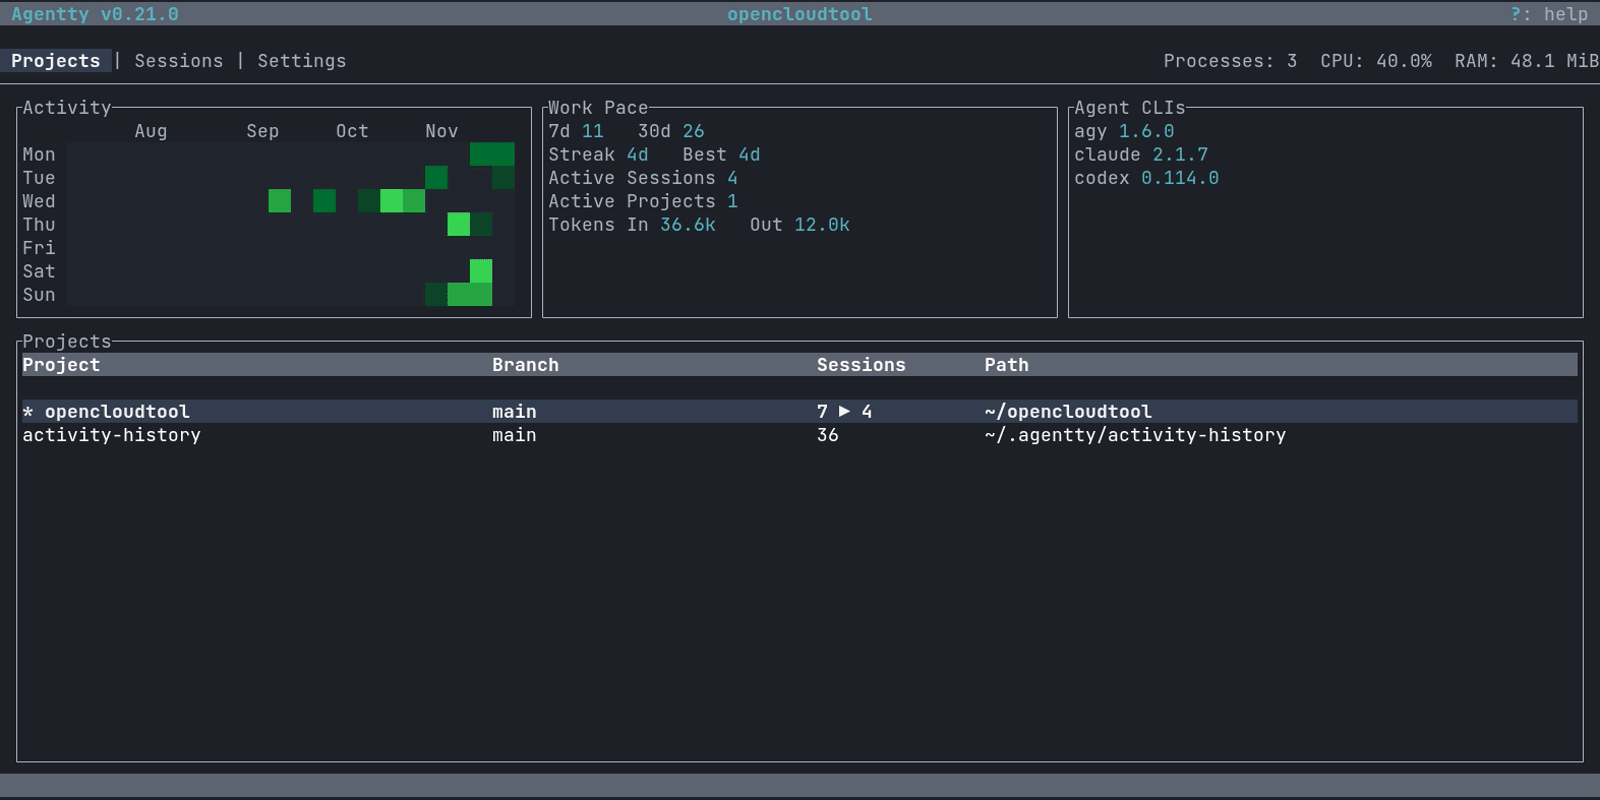 Agentty v0.21.0 opencloudtool ?: help
Projects | Sessions | Settings Processes: 3 CPU: 40.0% RAM: 48.1 MiB
Activity
Aug Sep Oct Nov
Mon
Tue
Wed
Thu
Fri
Sat
Sun
Work Pace
7d 11 30d 26
Streak 4d Best 4d
Active Sessions 4
Active Projects 1
Tokens In 36.6k Out 12.0k
Agent CLIs
agy 1.6.0
claude 2.1.7
codex 0.114.0
Projects
Project Branch Sessions Path
* opencloudtool main 7 ▶ 4 ~/opencloudtool
activity-history main 36 ~/.agentty/activity-history